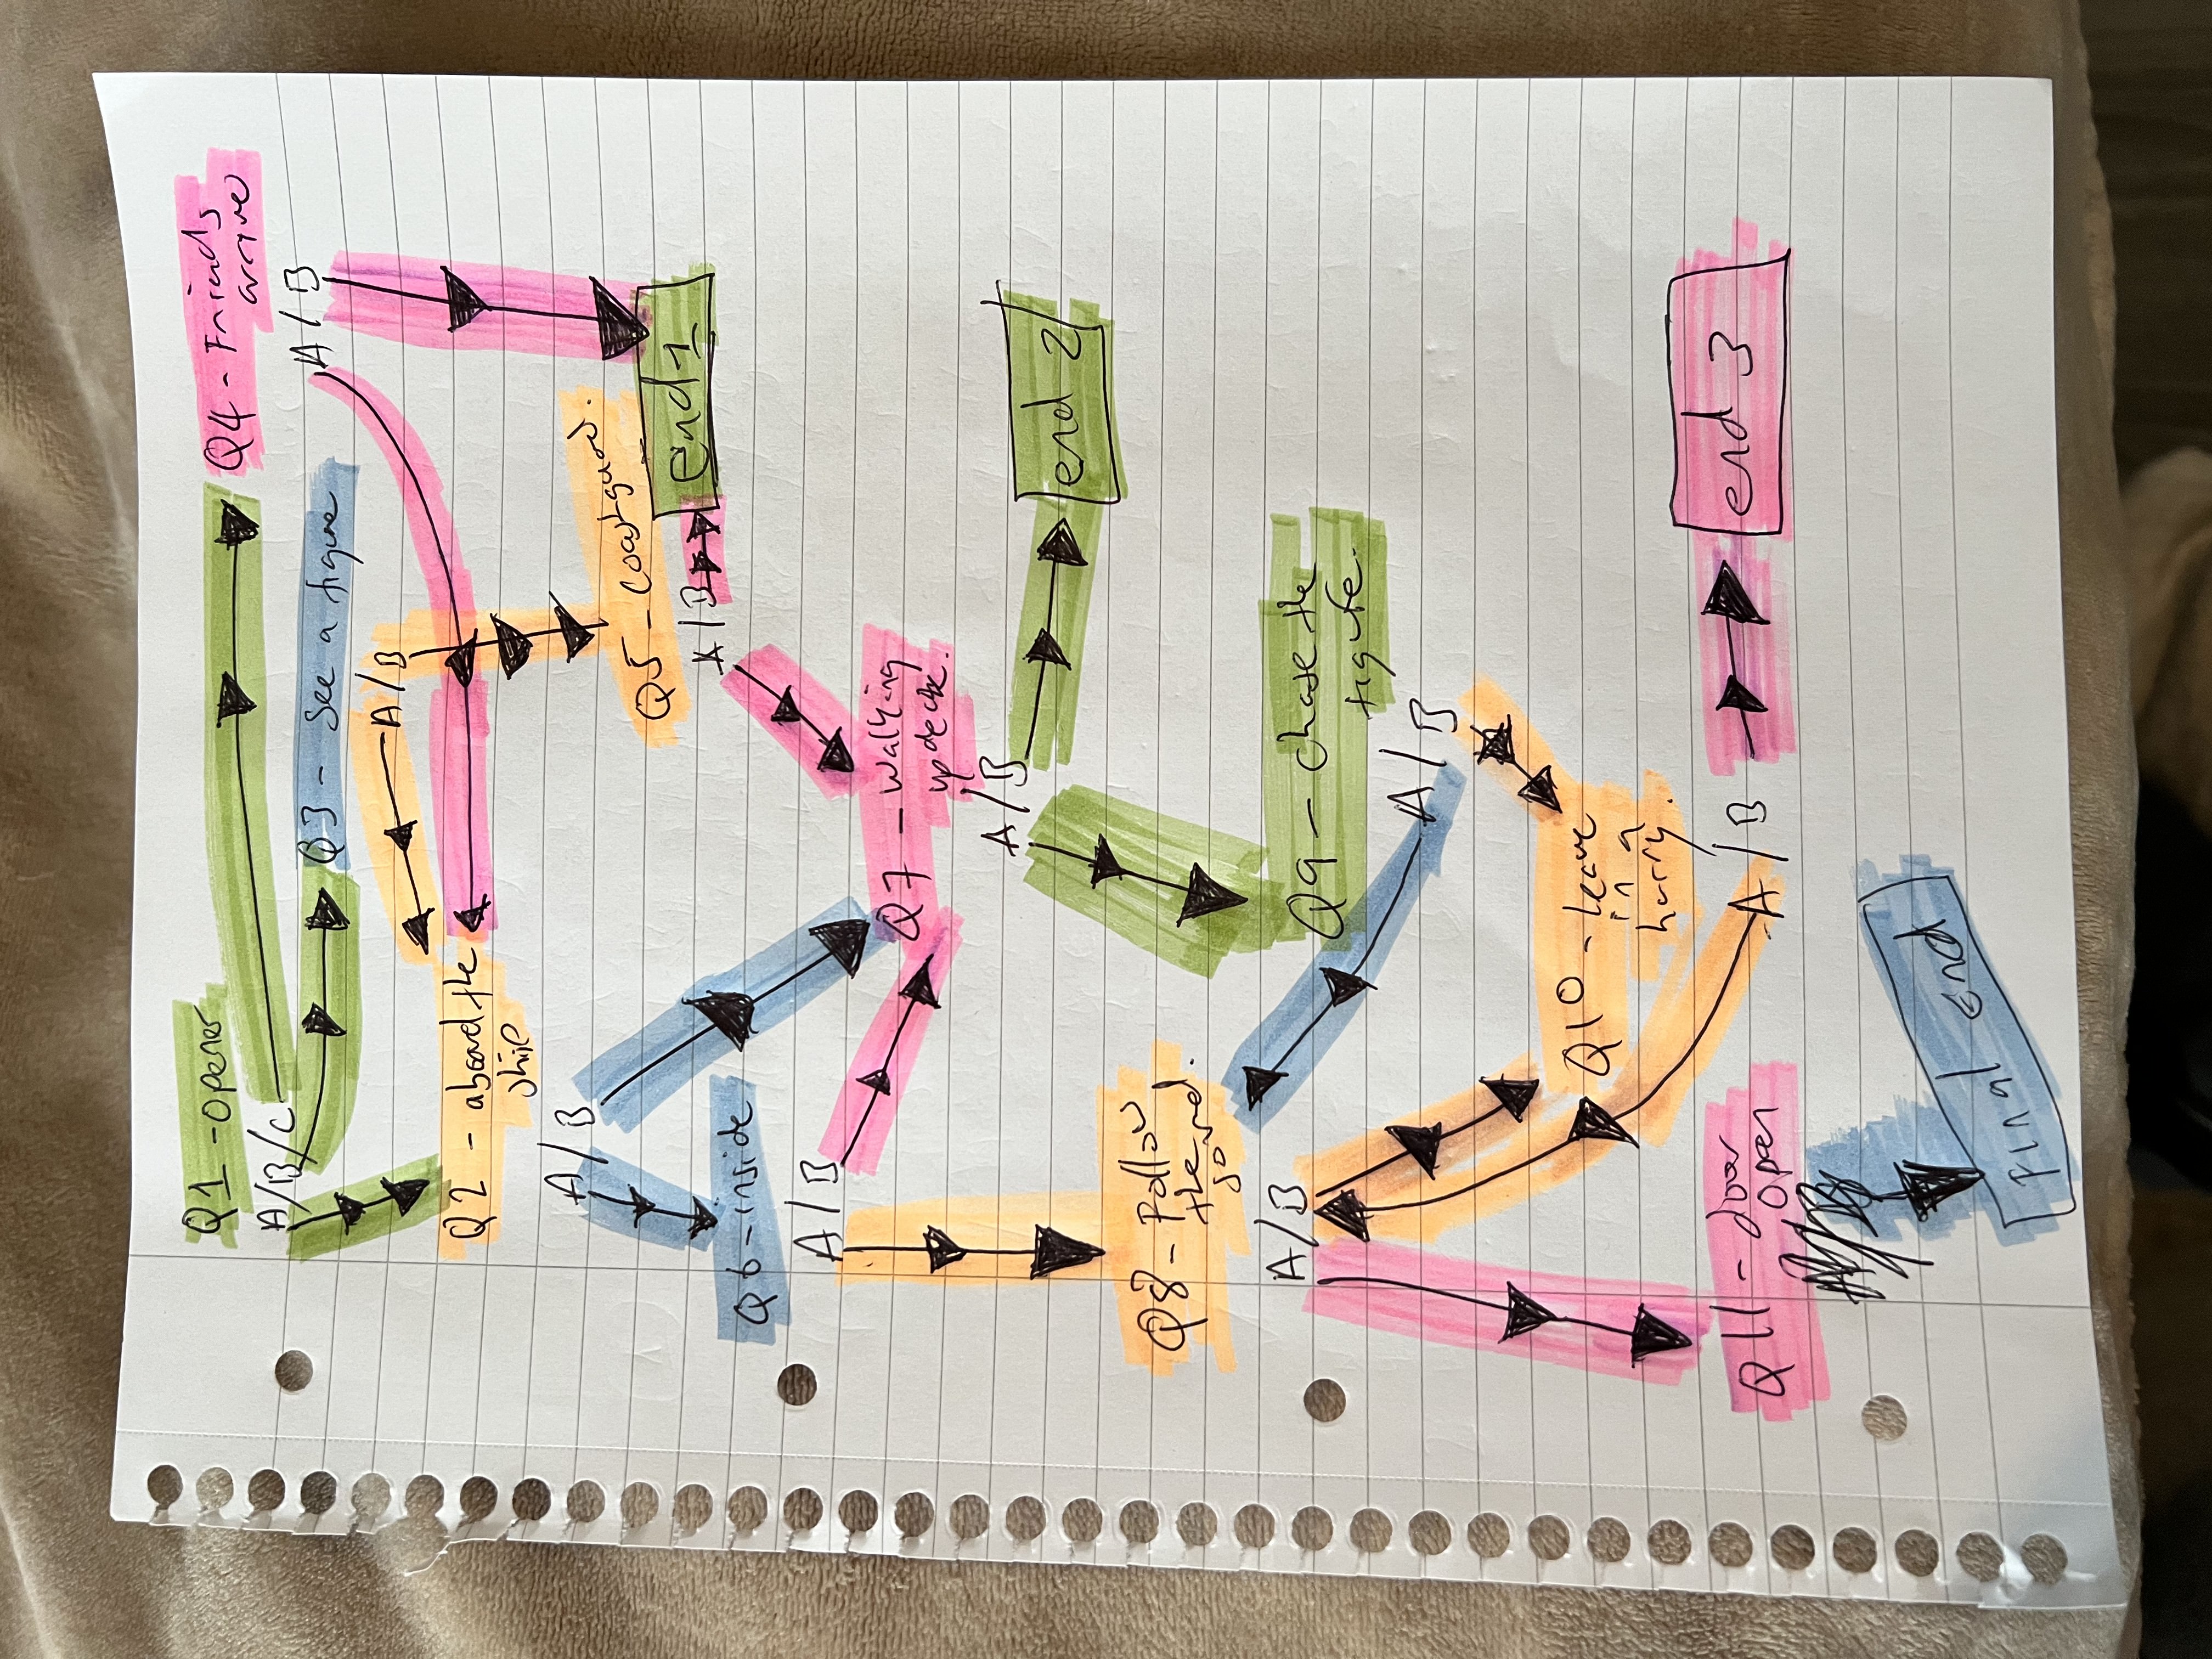 Q1 - opener
Q4 - Friends
arrive
A/B/C
A/B
Q3 - See a figure
A/B
Q2 - aboard the
ship
A/B
Q5 - Coastguard.
end 1
A/B
Q6 - inside
A/B
Q7 - Walking
up deck.
A/B
end 2
Q8 - Follow
the
sound.
A/B
Q9 - chase the
figure.
A/B
Q10 - leave
in a
hurry.
A/B
end 3
Q11 - door
open
A/B
Final end